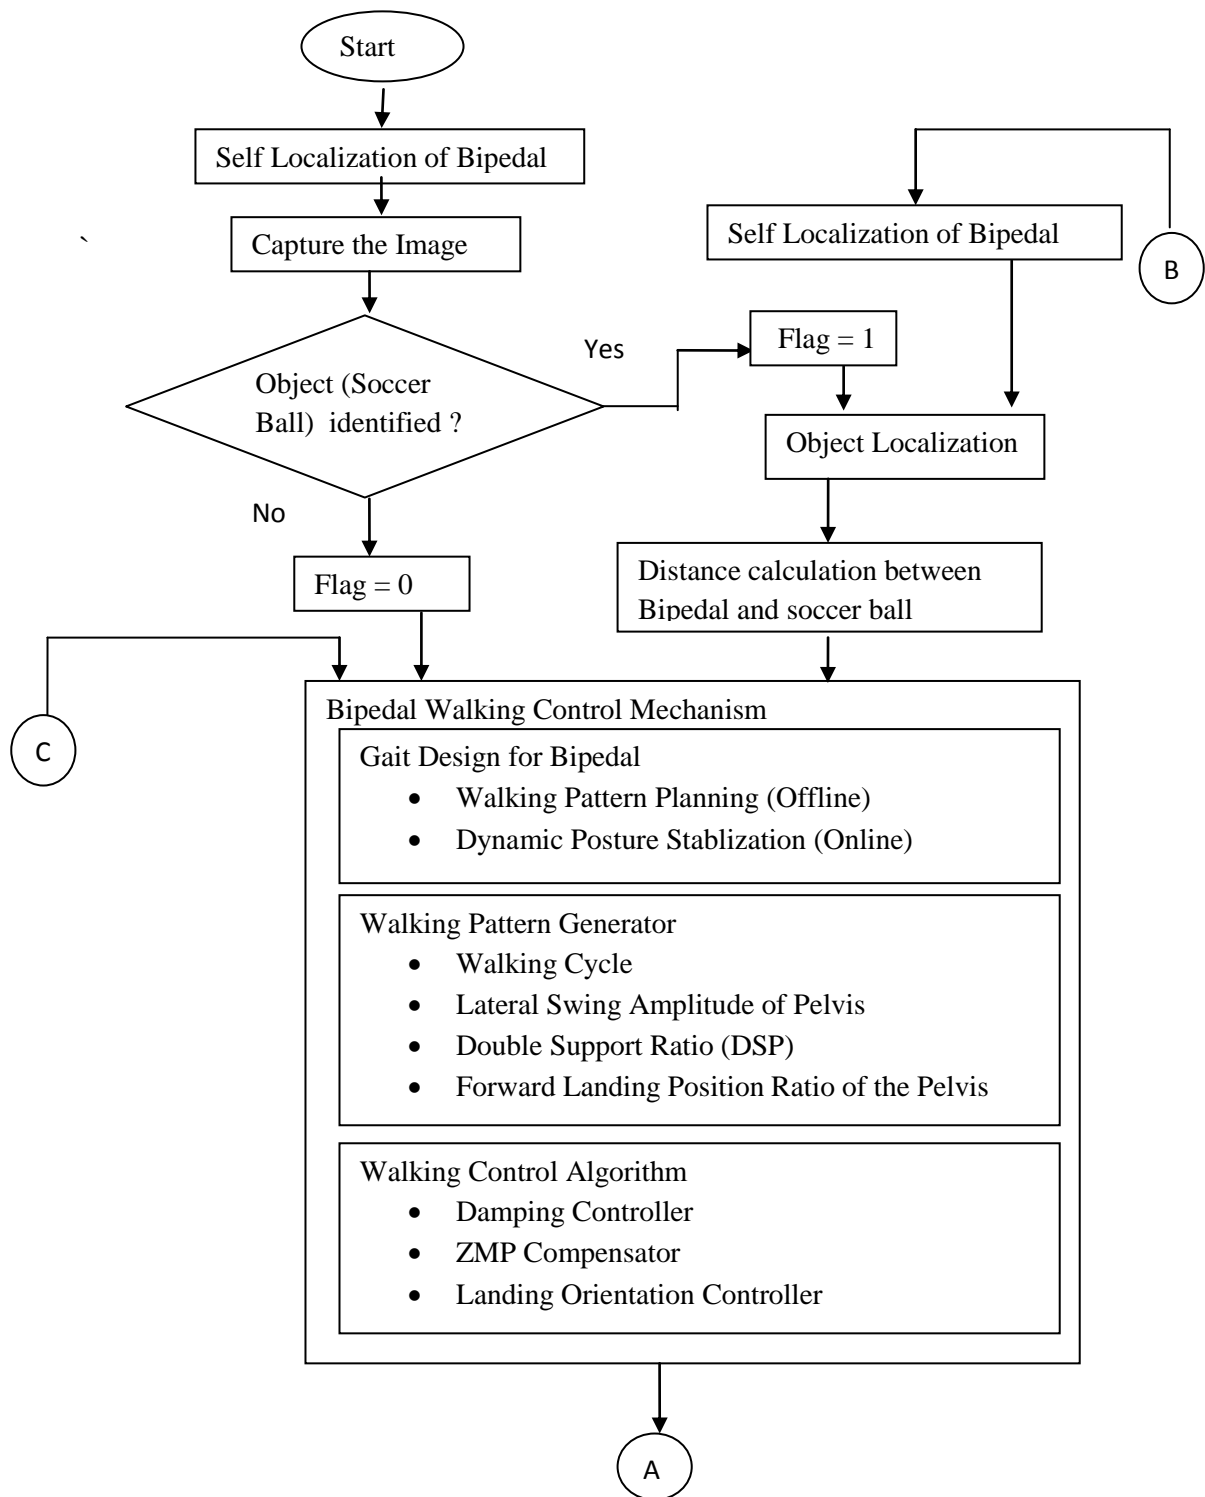 Start
Self Localization of Bipedal
Capture the Image
`
Object (Soccer
Ball) identified ?
Yes
No
Flag = 0
Self Localization of Bipedal
B
Flag = 1
Object Localization
Distance calculation between
Bipedal and soccer ball
C
Bipedal Walking Control Mechanism
Gait Design for Bipedal
• Walking Pattern Planning (Offline)
• Dynamic Posture Stablization (Online)
Walking Pattern Generator
• Walking Cycle
• Lateral Swing Amplitude of Pelvis
• Double Support Ratio (DSP)
• Forward Landing Position Ratio of the Pelvis
Walking Control Algorithm
• Damping Controller
• ZMP Compensator
• Landing Orientation Controller
A